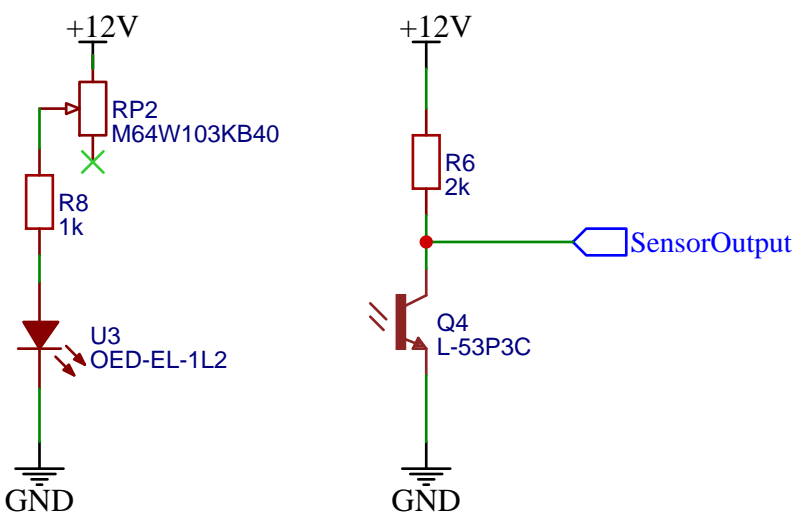 +12V
RP2
M64W103KB40
R8
1k
U3
OED-EL-1L2
GND
+12V
R6
2k
SensorOutput
Q4
L-53P3C
GND